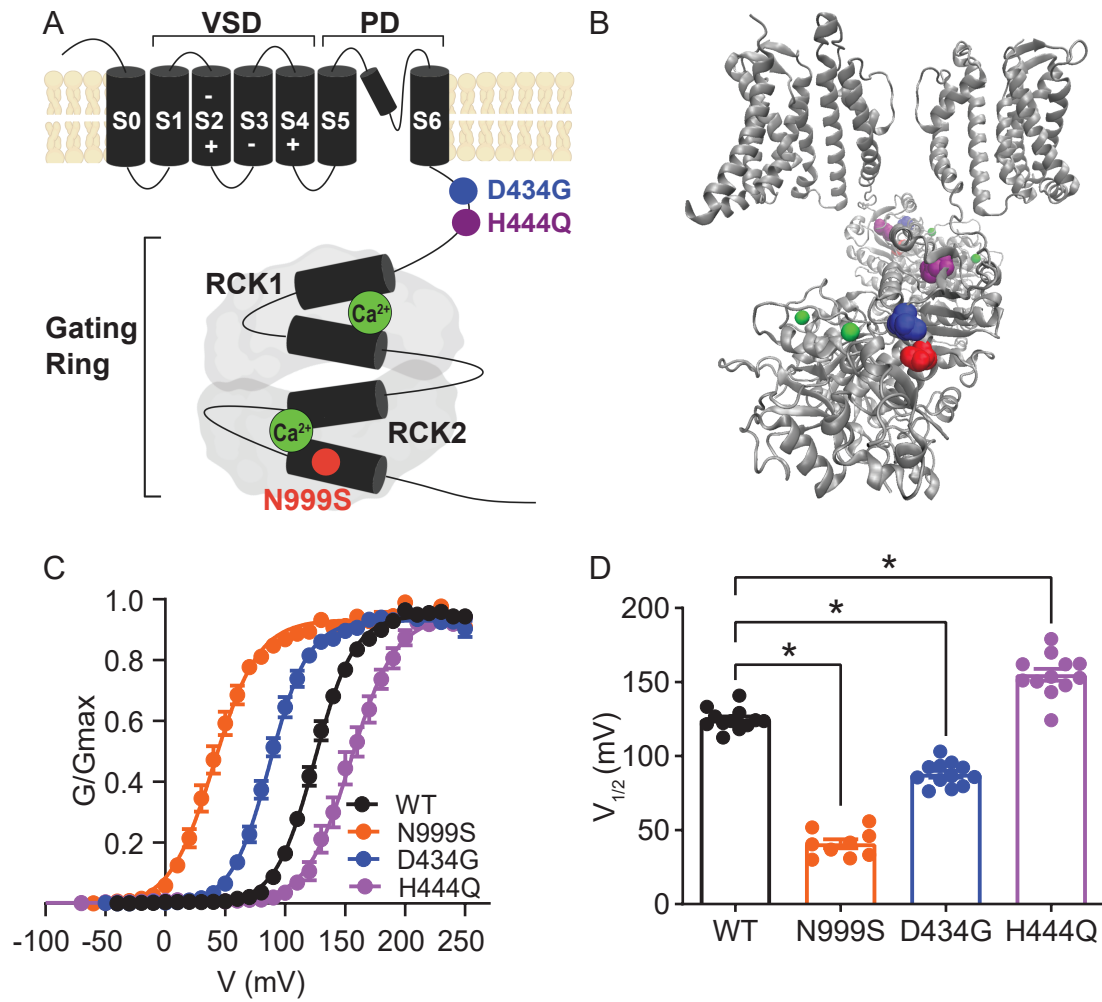 A
VSD
PD
S0
S1
-
S2
+
S3
-
S4
+
S5
S6
D434G
H444Q
RCK1
Ca²⁺
Gating
Ring
Ca²⁺
RCK2
N999S
B
C
G/Gmax
1.0
0.8
0.6
0.4
0.2
WT
N999S
D434G
H444Q
-100
-50
0
50
100
150
200
250
V (mV)
D
V₁/₂ (mV)
200
150
100
50
0
*
*
*
WT
N999S
D434G
H444Q